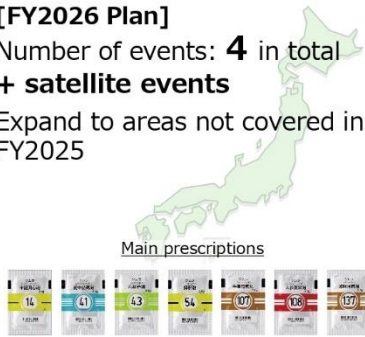 [FY2026 Plan]
Number of events: 4 in total
+ satellite events
Expand to areas not covered in
FY2025
Main prescriptions
14
41
43
54
107
108
137